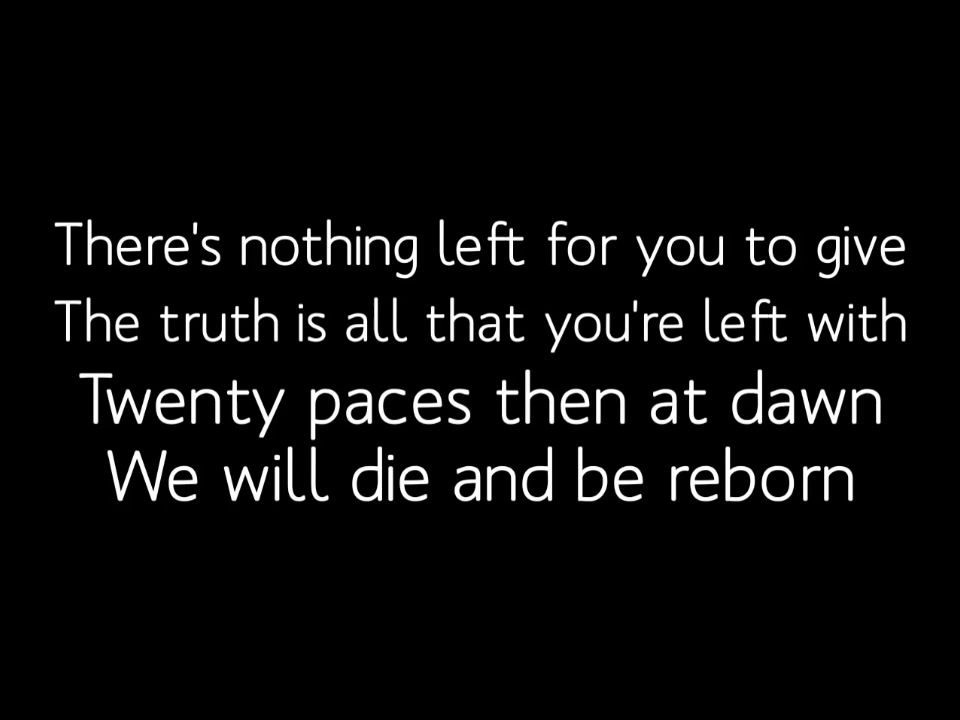 There's nothing left for you to give
The truth is all that you're left with
Twenty paces then at dawn
We will die and be reborn